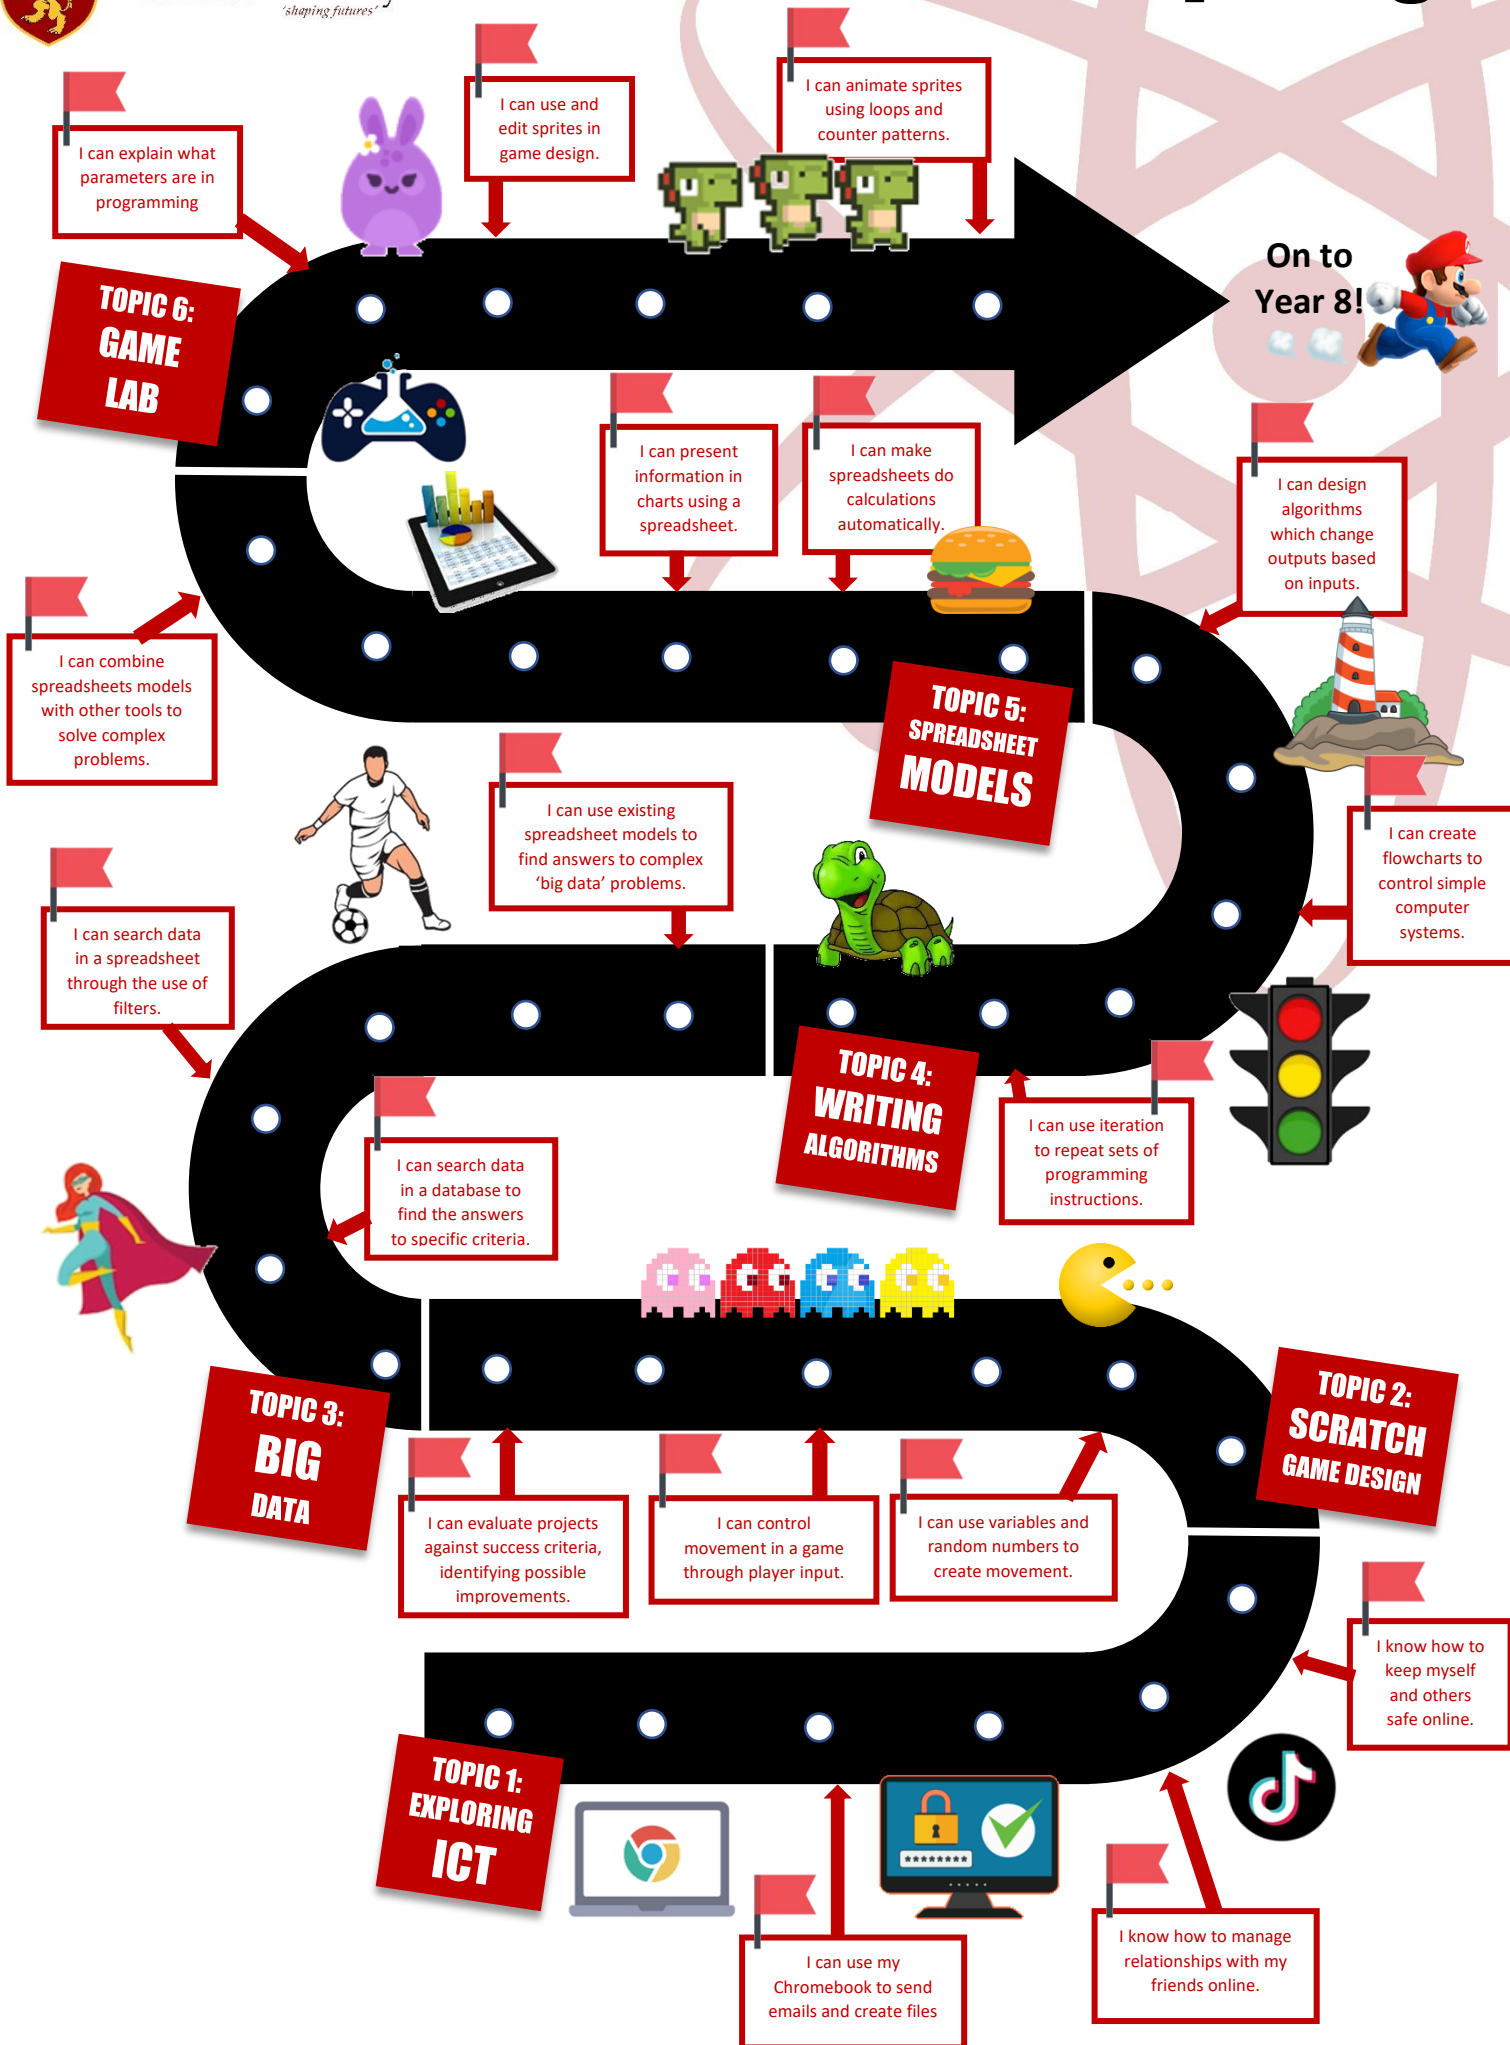 'shaping futures'
I can explain what
parameters are in
programming
I can use and
edit sprites in
game design.
I can animate sprites
using loops and
counter patterns.
TOPIC 6:
GAME
LAB
On to
Year 8!
I can present
information in
charts using a
spreadsheet.
I can make
spreadsheets do
calculations
automatically.
I can design
algorithms
which change
outputs based
on inputs.
I can combine
spreadsheets models
with other tools to
solve complex
problems.
TOPIC 5:
SPREADSHEET
MODELS
I can use existing
spreadsheet models to
find answers to complex
'big data' problems.
I can create
flowcharts to
control simple
computer
systems.
I can search data
in a spreadsheet
through the use of
filters.
TOPIC 4:
WRITING
ALGORITHMS
I can use iteration
to repeat sets of
programming
instructions.
I can search data
in a database to
find the answers
to specific criteria.
TOPIC 3:
BIG
DATA
TOPIC 2:
SCRATCH
GAME DESIGN
I can evaluate projects
against success criteria,
identifying possible
improvements.
I can control
movement in a game
through player input.
I can use variables and
random numbers to
create movement.
I know how to
keep myself
and others
safe online.
TOPIC 1:
EXPLORING
ICT
********
I can use my
Chromebook to send
emails and create files
I know how to manage
relationships with my
friends online.